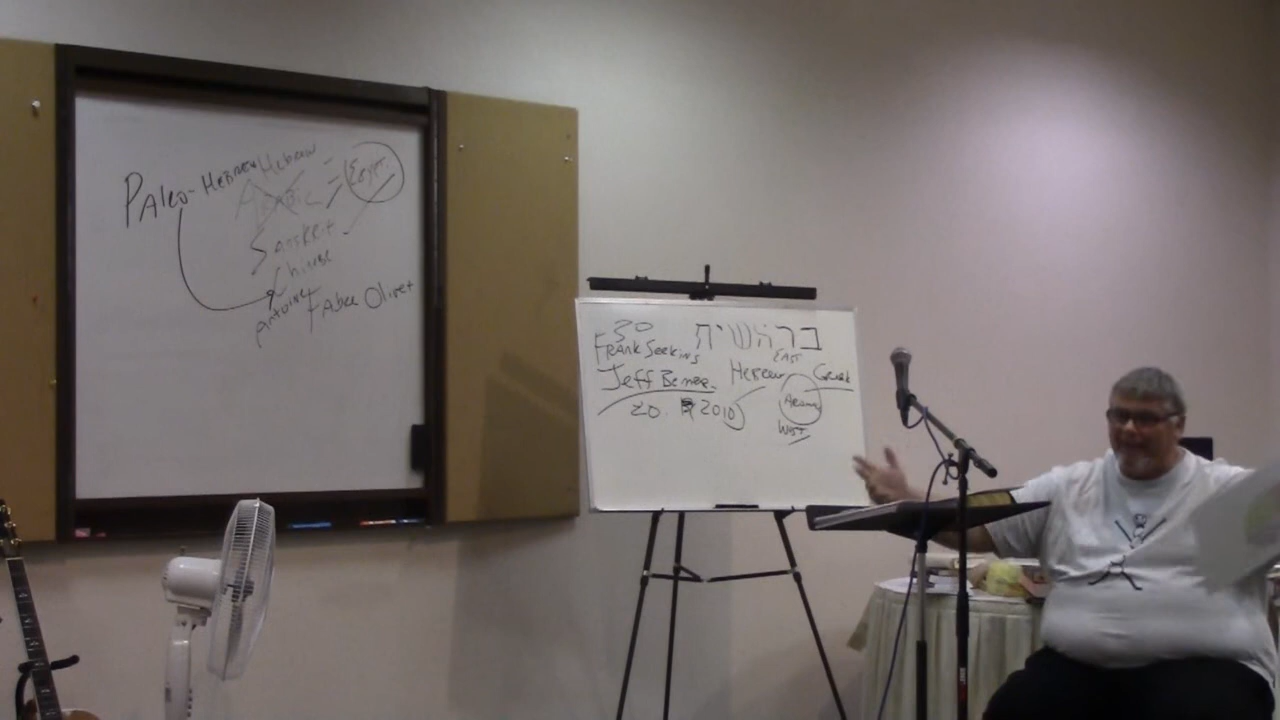 PAleo-HEBREW Hebrew
= Egypt.
Sanskrit
Chinese
Antoine Fabre Olivet
30 בראשית
FRANK Seekins EAST
Jeff Benner Hebrew Greek
20 2010
West